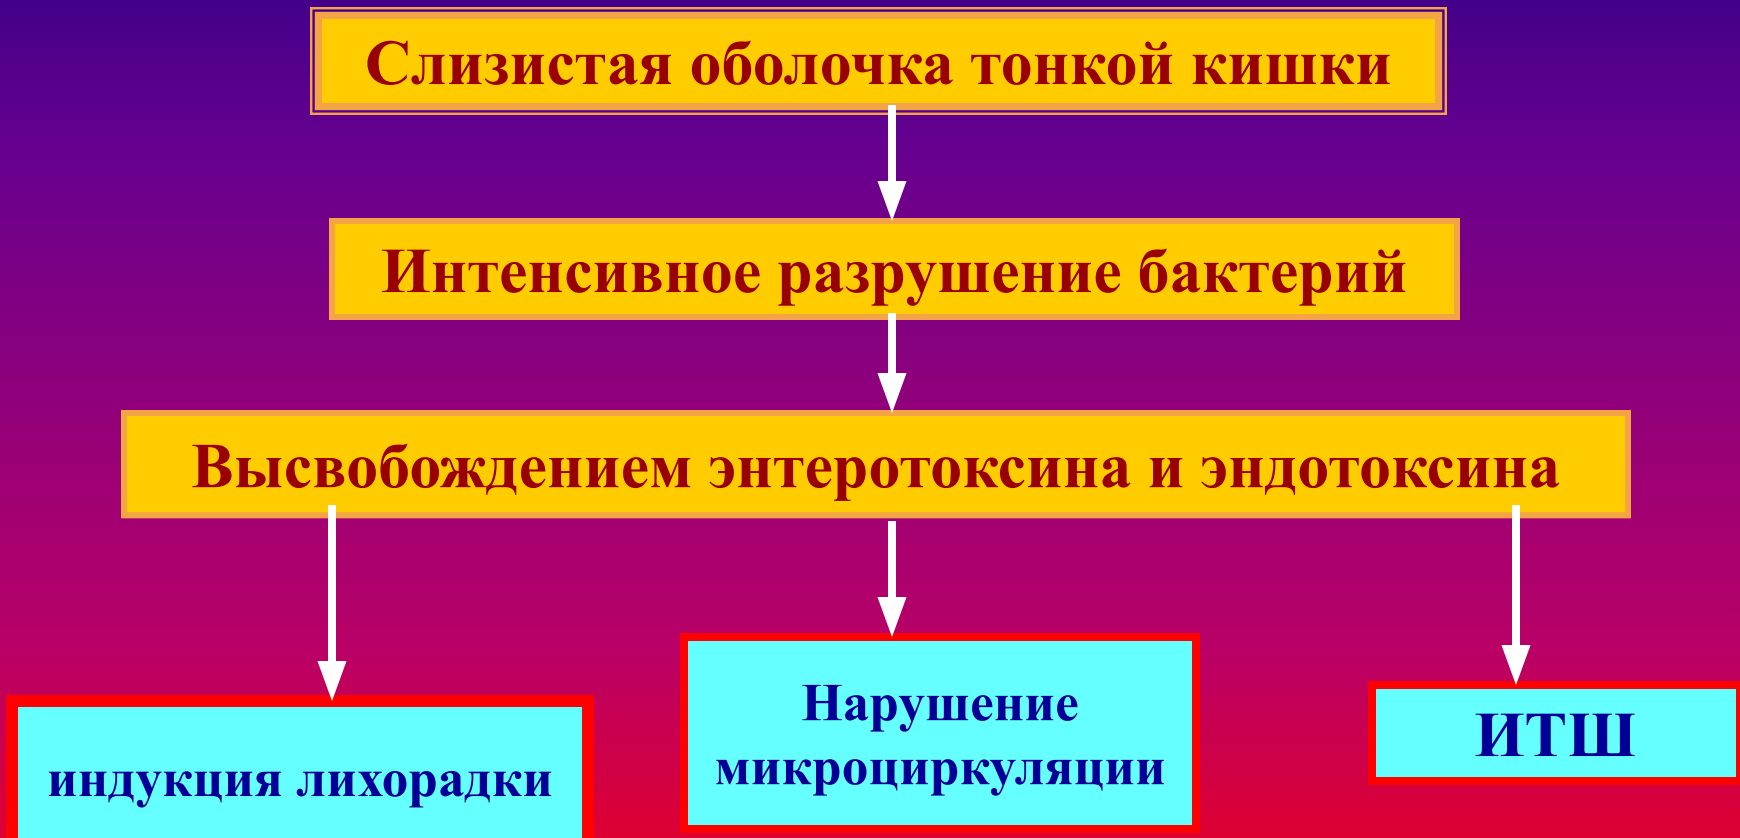 Слизистая оболочка тонкой кишки
Интенсивное разрушение бактерий
Высвобождением энтеротоксина и эндотоксина
индукция лихорадки
Нарушение
микроциркуляции
ИТШ